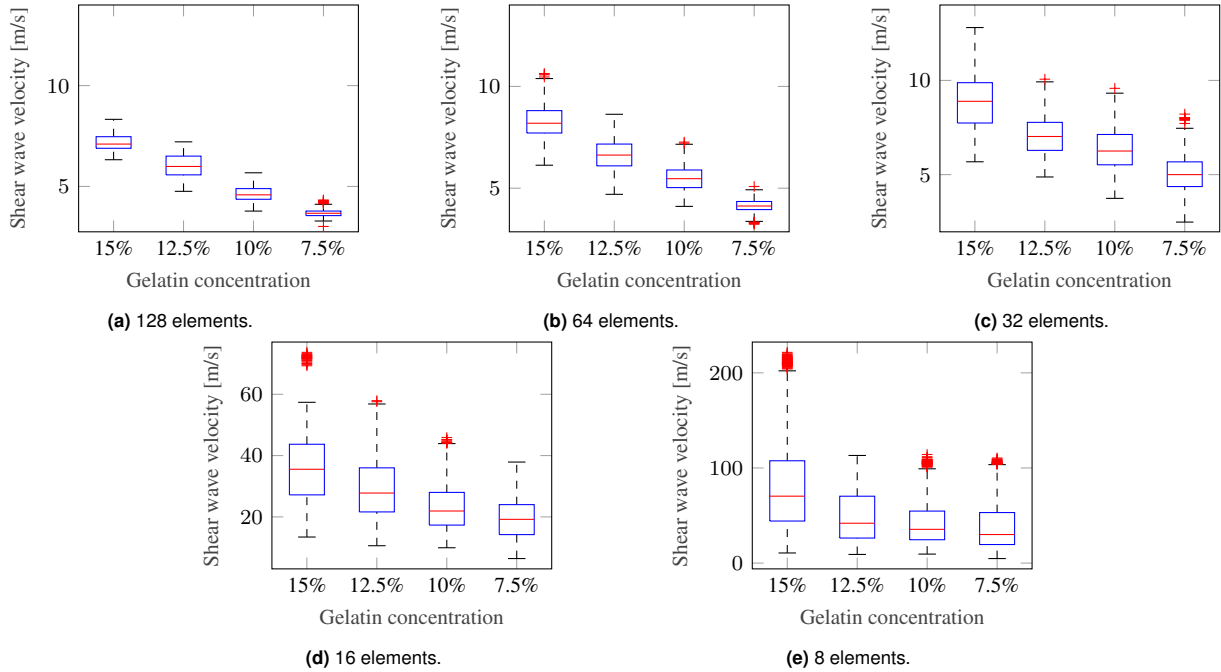 Shear wave velocity [m/s]
10
5
15% 12.5% 10% 7.5%
Gelatin concentration
(a) 128 elements.
Shear wave velocity [m/s]
10
5
15% 12.5% 10% 7.5%
Gelatin concentration
(b) 64 elements.
Shear wave velocity [m/s]
10
5
15% 12.5% 10% 7.5%
Gelatin concentration
(c) 32 elements.
Shear wave velocity [m/s]
60
40
20
15% 12.5% 10% 7.5%
Gelatin concentration
(d) 16 elements.
Shear wave velocity [m/s]
200
100
0
15% 12.5% 10% 7.5%
Gelatin concentration
(e) 8 elements.